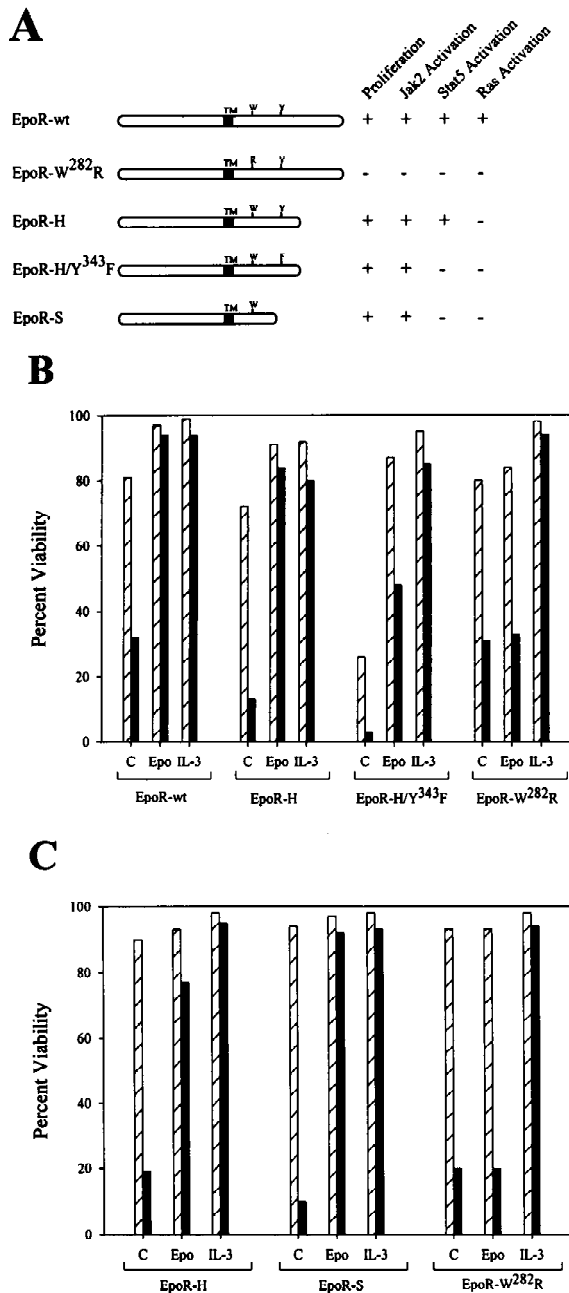 A
Proliferation
Jak2 Activation
Stat5 Activation
Ras Activation
EpoR-wt TM W Y + + + +
EpoR-W282R TM R Y - - - -
EpoR-H TM W Y + + + -
EpoR-H/Y343F TM W F + + - -
EpoR-S TM W + + - -
B
Percent Viability
100
80
60
40
20
0
C Epo IL-3 C Epo IL-3 C Epo IL-3 C Epo IL-3
EpoR-wt EpoR-H EpoR-H/Y343F EpoR-W282R
C
Percent Viability
100
80
60
40
20
0
C Epo IL-3 C Epo IL-3 C Epo IL-3
EpoR-H EpoR-S EpoR-W282R